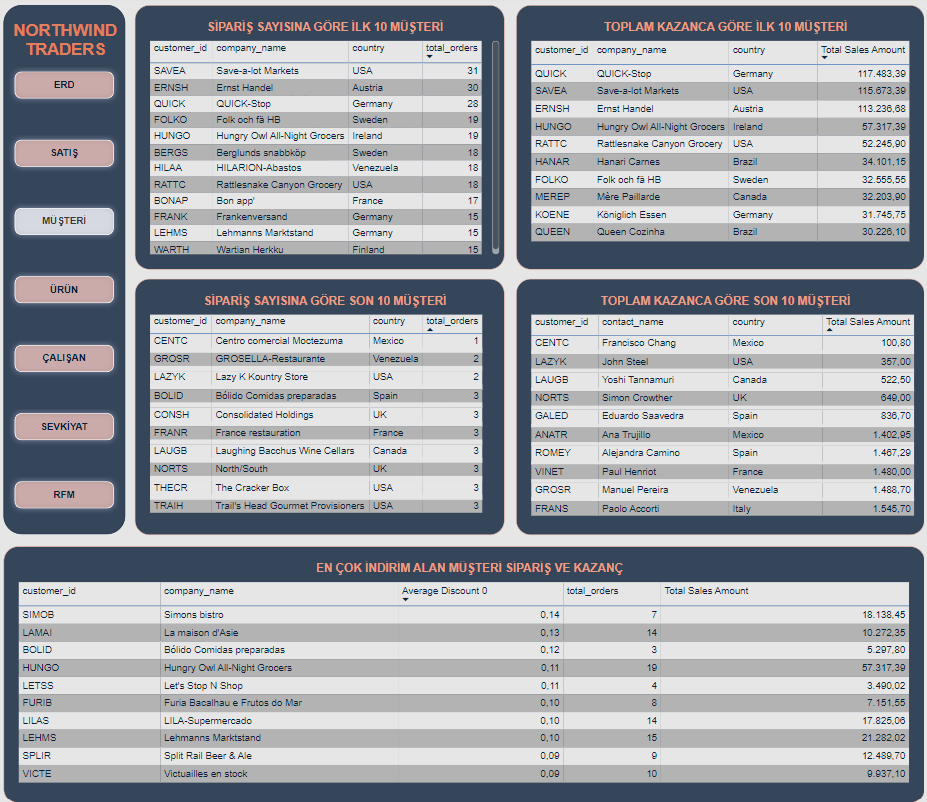 NORTHWIND
TRADERS
ERD
SATIŞ
MÜŞTERİ
ÜRÜN
ÇALIŞAN
SEVKİYAT
RFM
SİPARİŞ SAYISINA GÖRE İLK 10 MÜŞTERİ
customer_id company_name country total_orders
SAVEA Save-a-lot Markets USA 31
ERNSH Ernst Handel Austria 30
QUICK QUICK-Stop Germany 28
FOLKO Folk och fä HB Sweden 19
HUNGO Hungry Owl All-Night Grocers Ireland 19
BERGS Berglunds snabbköp Sweden 18
HILAA HILARION-Abastos Venezuela 18
RATTC Rattlesnake Canyon Grocery USA 18
BONAP Bon app' France 17
FRANK Frankenversand Germany 15
LEHMS Lehmanns Marktstand Germany 15
WARTH Wartian Herkku Finland 15
TOPLAM KAZANCA GÖRE İLK 10 MÜŞTERİ
customer_id company_name country Total Sales Amount
QUICK QUICK-Stop Germany 117.483,39
SAVEA Save-a-lot Markets USA 115.673,39
ERNSH Ernst Handel Austria 113.236,68
HUNGO Hungry Owl All-Night Grocers Ireland 57.317,39
RATTC Rattlesnake Canyon Grocery USA 52.245,90
HANAR Hanari Carnes Brazil 34.101,15
FOLKO Folk och fä HB Sweden 32.555,55
MEREP Mère Paillarde Canada 32.203,90
KOENE Königlich Essen Germany 31.745,75
QUEEN Queen Cozinha Brazil 30.226,10
SİPARİŞ SAYISINA GÖRE SON 10 MÜŞTERİ
customer_id company_name country total_orders
CENTC Centro comercial Moctezuma Mexico 1
GROSR GROSELLA-Restaurante Venezuela 2
LAZYK Lazy K Kountry Store USA 2
BOLID Bólido Comidas preparadas Spain 3
CONSH Consolidated Holdings UK 3
FRANR France restauration France 3
LAUGB Laughing Bacchus Wine Cellars Canada 3
NORTS North/South UK 3
THECR The Cracker Box USA 3
TRAIH Trail's Head Gourmet Provisioners USA 3
TOPLAM KAZANCA GÖRE SON 10 MÜŞTERİ
customer_id contact_name country Total Sales Amount
CENTC Francisco Chang Mexico 100,80
LAZYK John Steel USA 357,00
LAUGB Yoshi Tannamuri Canada 522,50
NORTS Simon Crowther UK 649,00
GALED Eduardo Saavedra Spain 836,70
ANATR Ana Trujillo Mexico 1.402,95
ROMEY Alejandra Camino Spain 1.467,29
VINET Paul Henriot France 1.480,00
GROSR Manuel Pereira Venezuela 1.488,70
FRANS Paolo Accorti Italy 1.545,70
EN ÇOK İNDİRİM ALAN MÜŞTERİ SİPARİŞ VE KAZANÇ
customer_id company_name Average Discount 0 total_orders Total Sales Amount
SIMOB Simons bistro 0,14 7 18.138,45
LAMAI La maison d'Asie 0,13 14 10.272,35
BOLID Bólido Comidas preparadas 0,12 3 5.297,80
HUNGO Hungry Owl All-Night Grocers 0,11 19 57.317,39
LETSS Let's Stop N Shop 0,11 4 3.490,02
FURIB Furia Bacalhau e Frutos do Mar 0,10 8 7.151,55
LILAS LILA-Supermercado 0,10 14 17.825,06
LEHMS Lehmanns Marktstand 0,10 15 21.282,02
SPLIR Split Rail Beer & Ale 0,09 9 12.489,70
VICTE Victuailles en stock 0,09 10 9.937,10